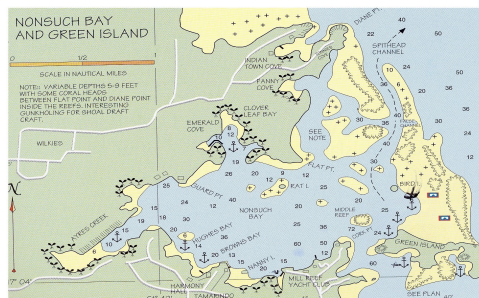 NONSUCH BAY
AND GREEN ISLAND
0 1/2 1
SCALE IN NAUTICAL MILES
NOTE: VARIABLE DEPTHS 5-9 FEET
WITH SOME CORAL HEADS
BETWEEN FLAT POINT AND DIANE POINT
INSIDE THE REEFS. INTERESTING
GUNKHOLING FOR SHOAL DRAFT
CRAFT.
DIANE PT.
SPITHEAD
CHANNEL
INDIAN
TOWN COVE
FANNY
COVE
CLOVER
LEAF BAY
EMERALD
COVE
SEE
NOTE
WILKIES
FLAT PT.
GUARD PT.
RAT I.
BIRD I.
NONSUCH
BAY
MIDDLE
REEF
AYRES CREEK
HUGHES BAY
BROWNS BAY
NANNY I.
CORK PT.
GREEN ISLAND
MILL REEF
YACHT CLUB
HARMONY
HALL
TAMARINDO
SEE PLAN
N